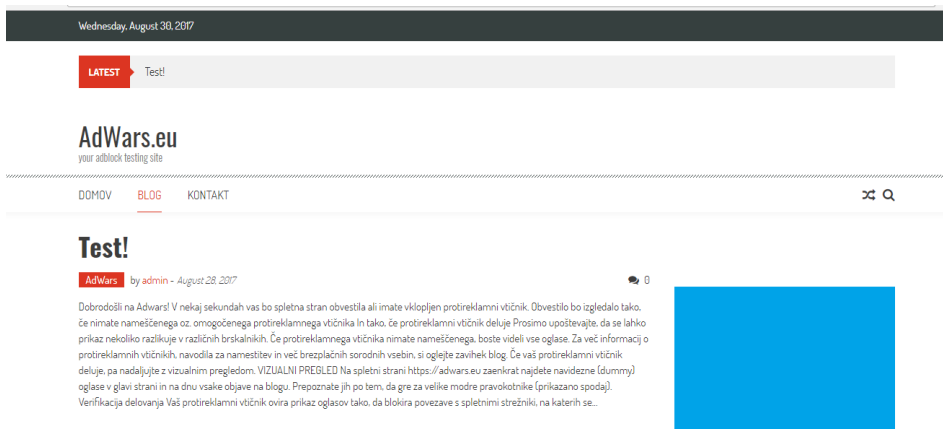 Wednesday, August 30, 2017
LATEST Test!
AdWars.eu
your adblock testing site
DOMOV BLOG KONTAKT
Test!
AdWars by admin - August 28, 2017 0
Dobrodošli na Adwars! V nekaj sekundah vas bo spletna stran obvestila ali imate vklopljen protireklamni vtičnik. Obvestilo bo izgledalo tako,
če nimate nameščenega oz. omogočenega protireklamnega vtičnika In tako, če protireklamni vtičnik deluje Prosimo upoštevajte, da se lahko
prikaz nekoliko razlikuje v različnih brskalnikih. Če protireklamnega vtičnika nimate nameščenega, boste videli vse oglase. Za več informacij o
protireklamnih vtičnikih, navodila za namestitev in več brezplačnih sorodnih vsebin, si oglejte zavihek blog. Če vaš protireklamni vtičnik
deluje, pa nadaljujte z vizualnim pregledom. VIZUALNI PREGLED Na spletni strani https://adwars.eu zaenkrat najdete navidezne (dummy)
oglase v glavi strani in na dnu vsake objave na blogu. Prepoznate jih po tem, da gre za velike modre pravokotnike (prikazano spodaj).
Verifikacija delovanja Vaš protireklamni vtičnik ovira prikaz oglasov tako, da blokira povezave s spletnimi strežniki, na katerih se...